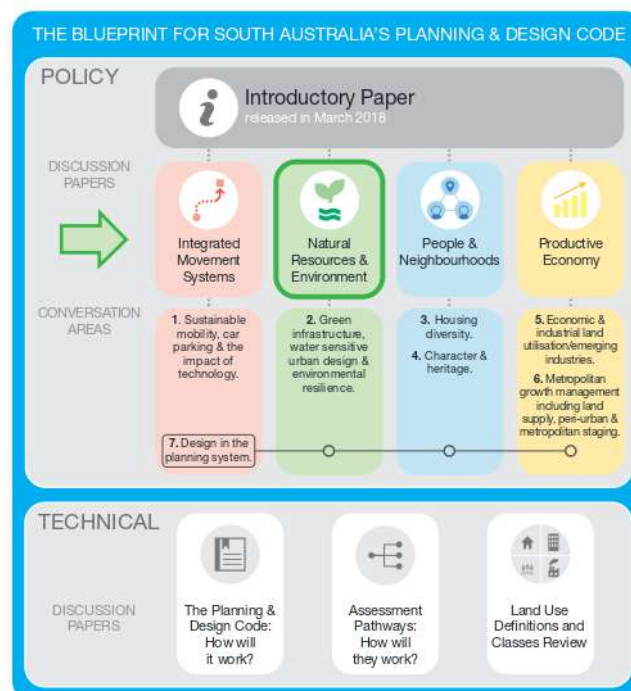 THE BLUEPRINT FOR SOUTH AUSTRALIA'S PLANNING & DESIGN CODE
POLICY
i
Introductory Paper
released in March 2018
DISCUSSION
PAPERS
Integrated
Movement
Systems
Natural
Resources &
Environment
People &
Neighbourhoods
Productive
Economy
CONVERSATION
AREAS
1. Sustainable
mobility, car
parking & the
impact of
technology.
2. Green
infrastructure,
water sensitive
urban design &
environmental
resilience.
3. Housing
diversity.
4. Character &
heritage.
5. Economic &
industrial land
utilisation/emerging
industries.
6. Metropolitan
growth management
including land
supply, peri-urban &
metropolitan staging.
7. Design in the
planning system.
TECHNICAL
DISCUSSION
PAPERS
The Planning &
Design Code:
How will
it work?
Assessment
Pathways:
How will
they work?
Land Use
Definitions and
Classes Review